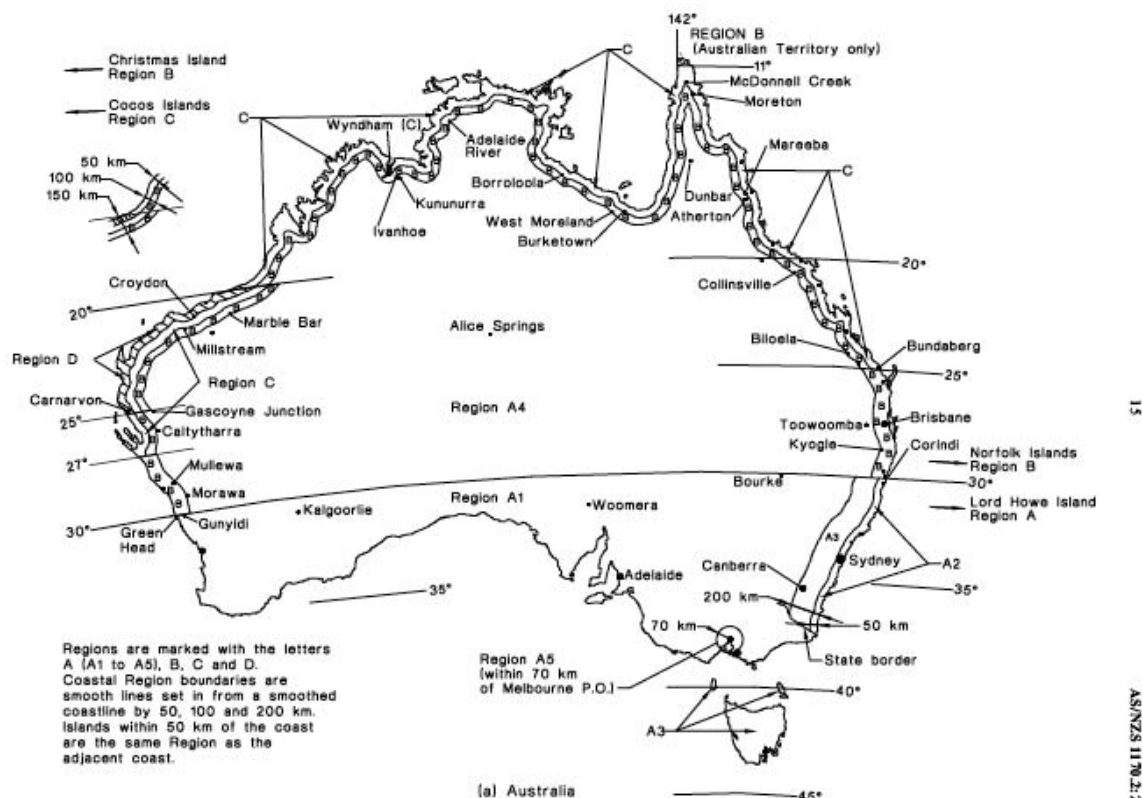 142°
REGION B
(Australian Territory only)
11°
McDonnell Creek
Moreton
Christmas Island
Region B
Cocos Islands
Region C
C
C
Wyndham (C)
Adelaide
River
Mareeba
C
50 km
100 km
150 km
Borroloola
Kununurra
Ivanhoe
West Moreland
Burketown
Dunbar
Atherton
20°
Croydon
20°
Collinsville
Marble Bar
Alice Springs
Millstream
Biloela
Bundaberg
Region D
Region C
25°
Carnarvon
Gascoyne Junction
25°
Region A4
Caltytharra
Toowoomba
Brisbane
Kyogle
Corindi
27°
Mullewa
Norfolk Islands
Region B
Morawa
Bourke
30°
Region A1
Woomera
Lord Howe Island
Region A
30°
Kalgoorlie
Gunyidi
Green
Head
A3
Sydney
A2
Canberra
Adelaide
35°
35°
200 km
50 km
70 km
State border
Regions are marked with the letters
A (A1 to A5), B, C and D.
Coastal Region boundaries are
smooth lines set in from a smoothed
coastline by 50, 100 and 200 km.
Islands within 50 km of the coast
are the same Region as the
adjacent coast.
Region A5
(within 70 km
of Melbourne P.O.)
40°
A3
(a) Australia
45°
15
AS/NZS 1170.2: